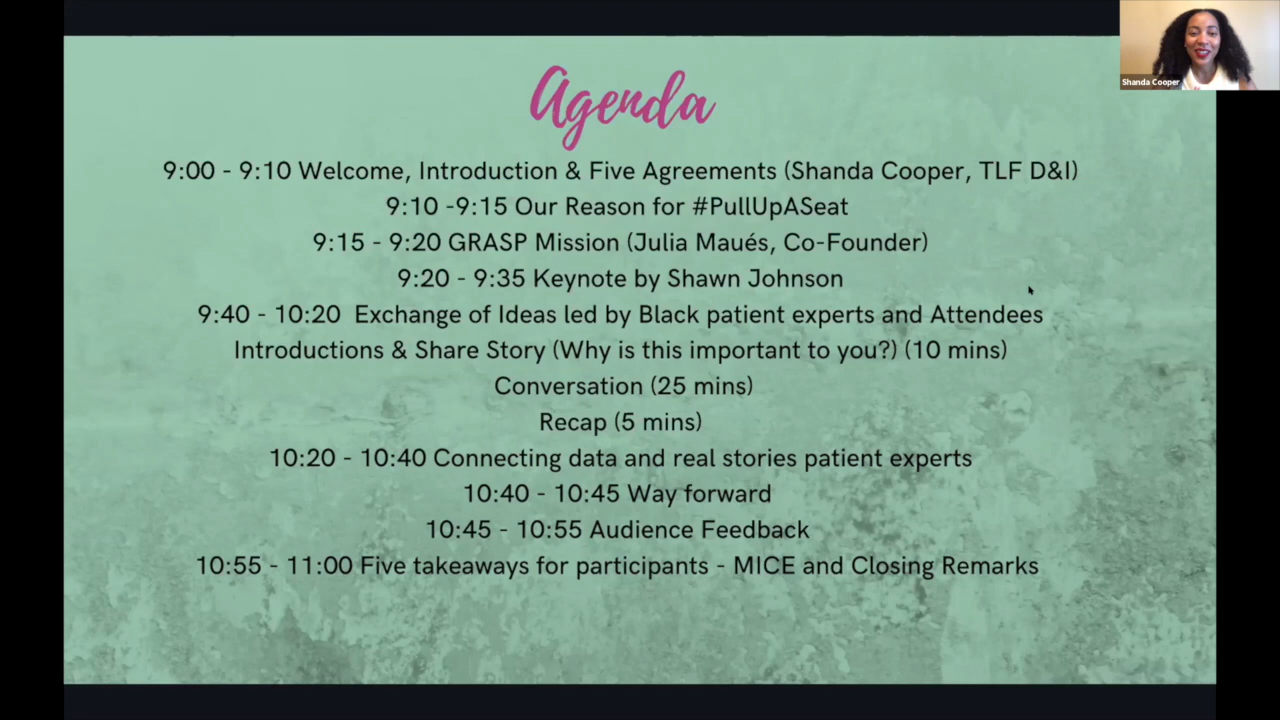 Agenda
9:00 - 9:10 Welcome, Introduction & Five Agreements (Shanda Cooper, TLF D&I)
9:10 -9:15 Our Reason for #PullUpASeat
9:15 - 9:20 GRASP Mission (Julia Maués, Co-Founder)
9:20 - 9:35 Keynote by Shawn Johnson
9:40 - 10:20  Exchange of Ideas led by Black patient experts and Attendees
Introductions & Share Story (Why is this important to you?) (10 mins)
Conversation (25 mins)
Recap (5 mins)
10:20 - 10:40 Connecting data and real stories patient experts
10:40 - 10:45 Way forward
10:45 - 10:55 Audience Feedback
10:55 - 11:00 Five takeaways for participants - MICE and Closing Remarks
Shanda Cooper